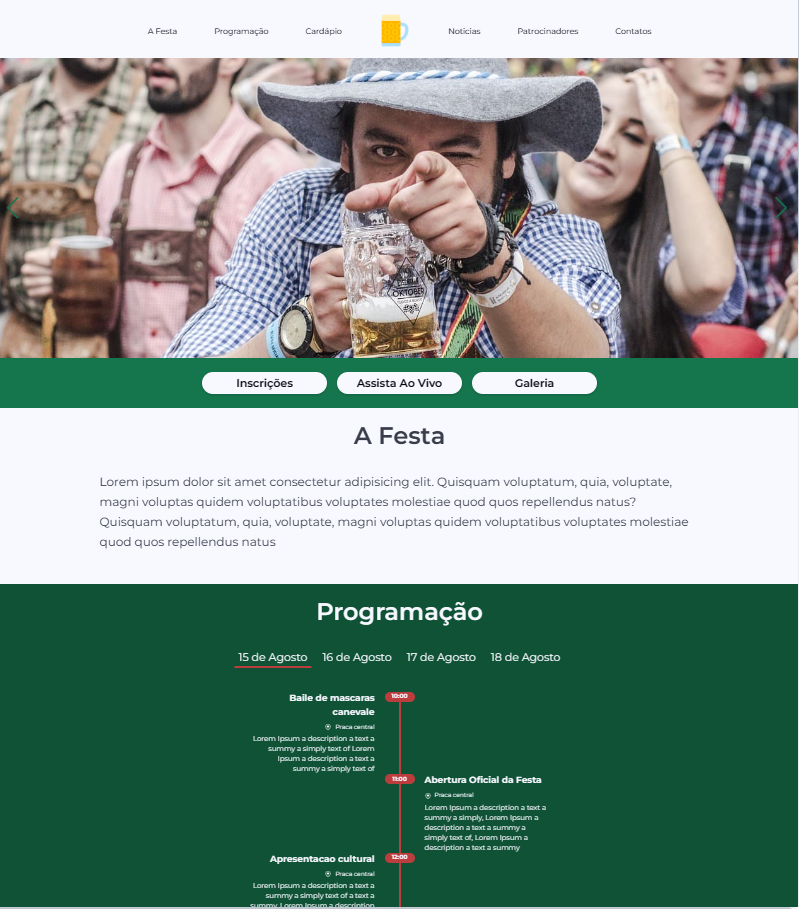 A Festa Programação Cardápio Notícias Patrocinadores Contatos
OKTOBER
Inscrições Assista Ao Vivo Galeria
A Festa
Lorem ipsum dolor sit amet consectetur adipisicing elit. Quisquam voluptatum, quia, voluptate,
magni voluptas quidem voluptatibus voluptates molestiae quod quos repellendus natus?
Quisquam voluptatum, quia, voluptate, magni voluptas quidem voluptatibus voluptates molestiae
quod quos repellendus natus
Programação
15 de Agosto 16 de Agosto 17 de Agosto 18 de Agosto
10:00
Baile de mascaras
canevale
Praca central
Lorem Ipsum a description a text a
summy a simply text of Lorem
Ipsum a description a text a
summy a simply text of
11:00
Abertura Oficial da Festa
Praca central
Lorem Ipsum a description a text a
summy a simply, Lorem Ipsum a
description a text a summy a
simply text of, Lorem Ipsum a
description a text a summy
12:00
Apresentacao cultural
Praca central
Lorem Ipsum a description a text a
summy a simply text of a
summy, Lorem Ipsum a description